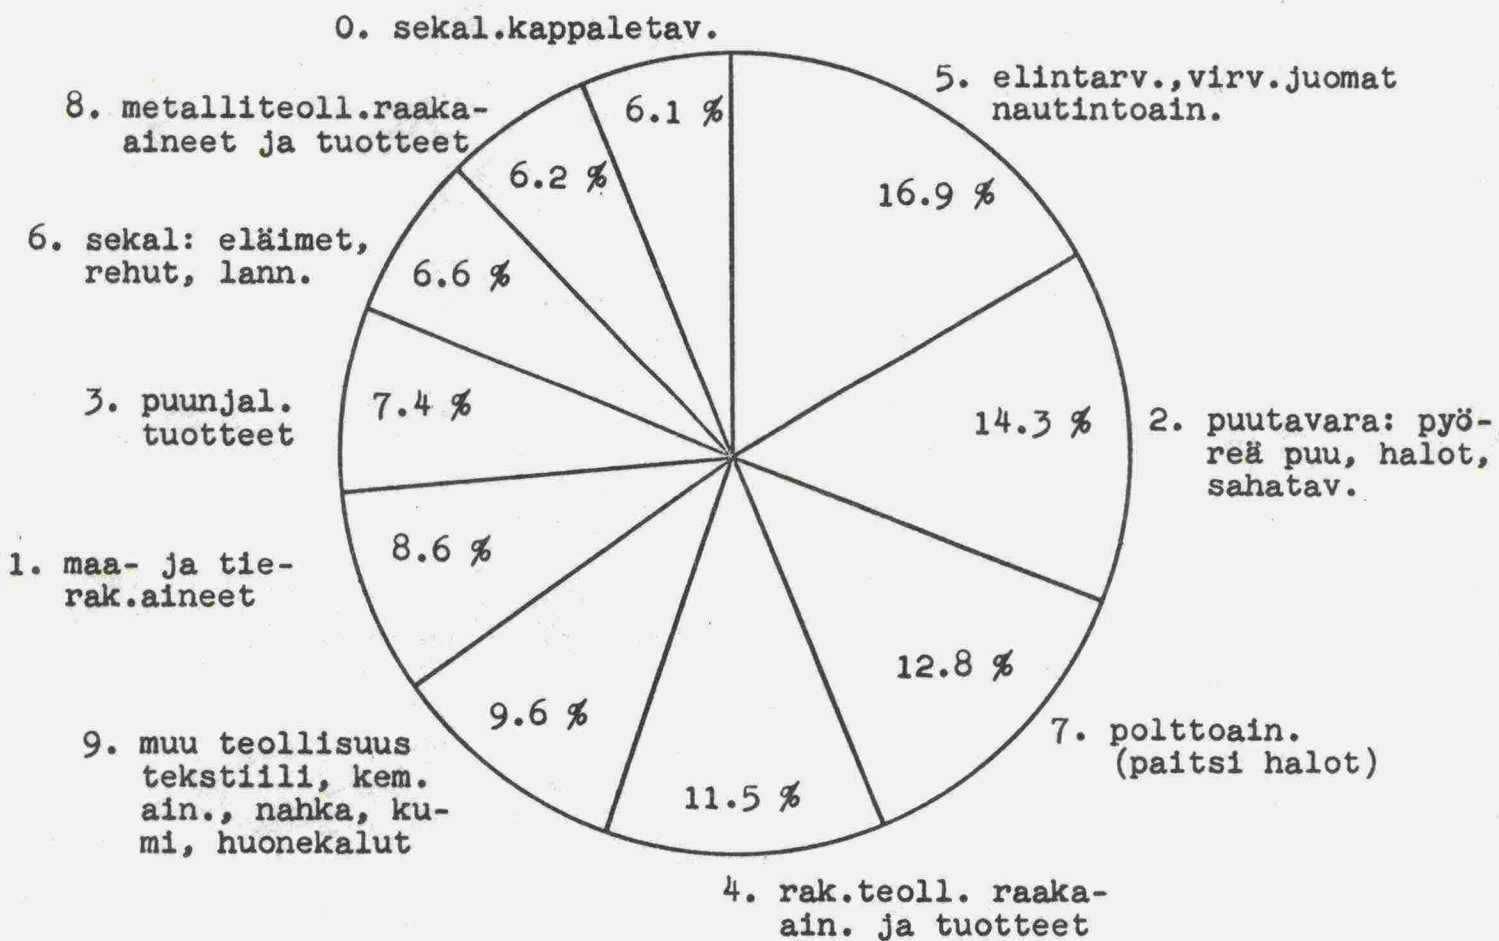 0. sekal.kappaletav.
6.1 %
5. elintarv.,virv.juomat
nautintoain.
16.9 %
2. puutavara: pyö-
reä puu, halot,
sahatav.
14.3 %
7. polttoain.
(paitsi halot)
12.8 %
4. rak.teoll. raaka-
ain. ja tuotteet
11.5 %
9. muu teollisuus
tekstiili, kem.
ain., nahka, ku-
mi, huonekalut
9.6 %
1. maa- ja tie-
rak.aineet
8.6 %
3. puunjal.
tuotteet
7.4 %
6. sekal: eläimet,
rehut, lann.
6.6 %
8. metalliteoll.raaka-
aineet ja tuotteet
6.2 %